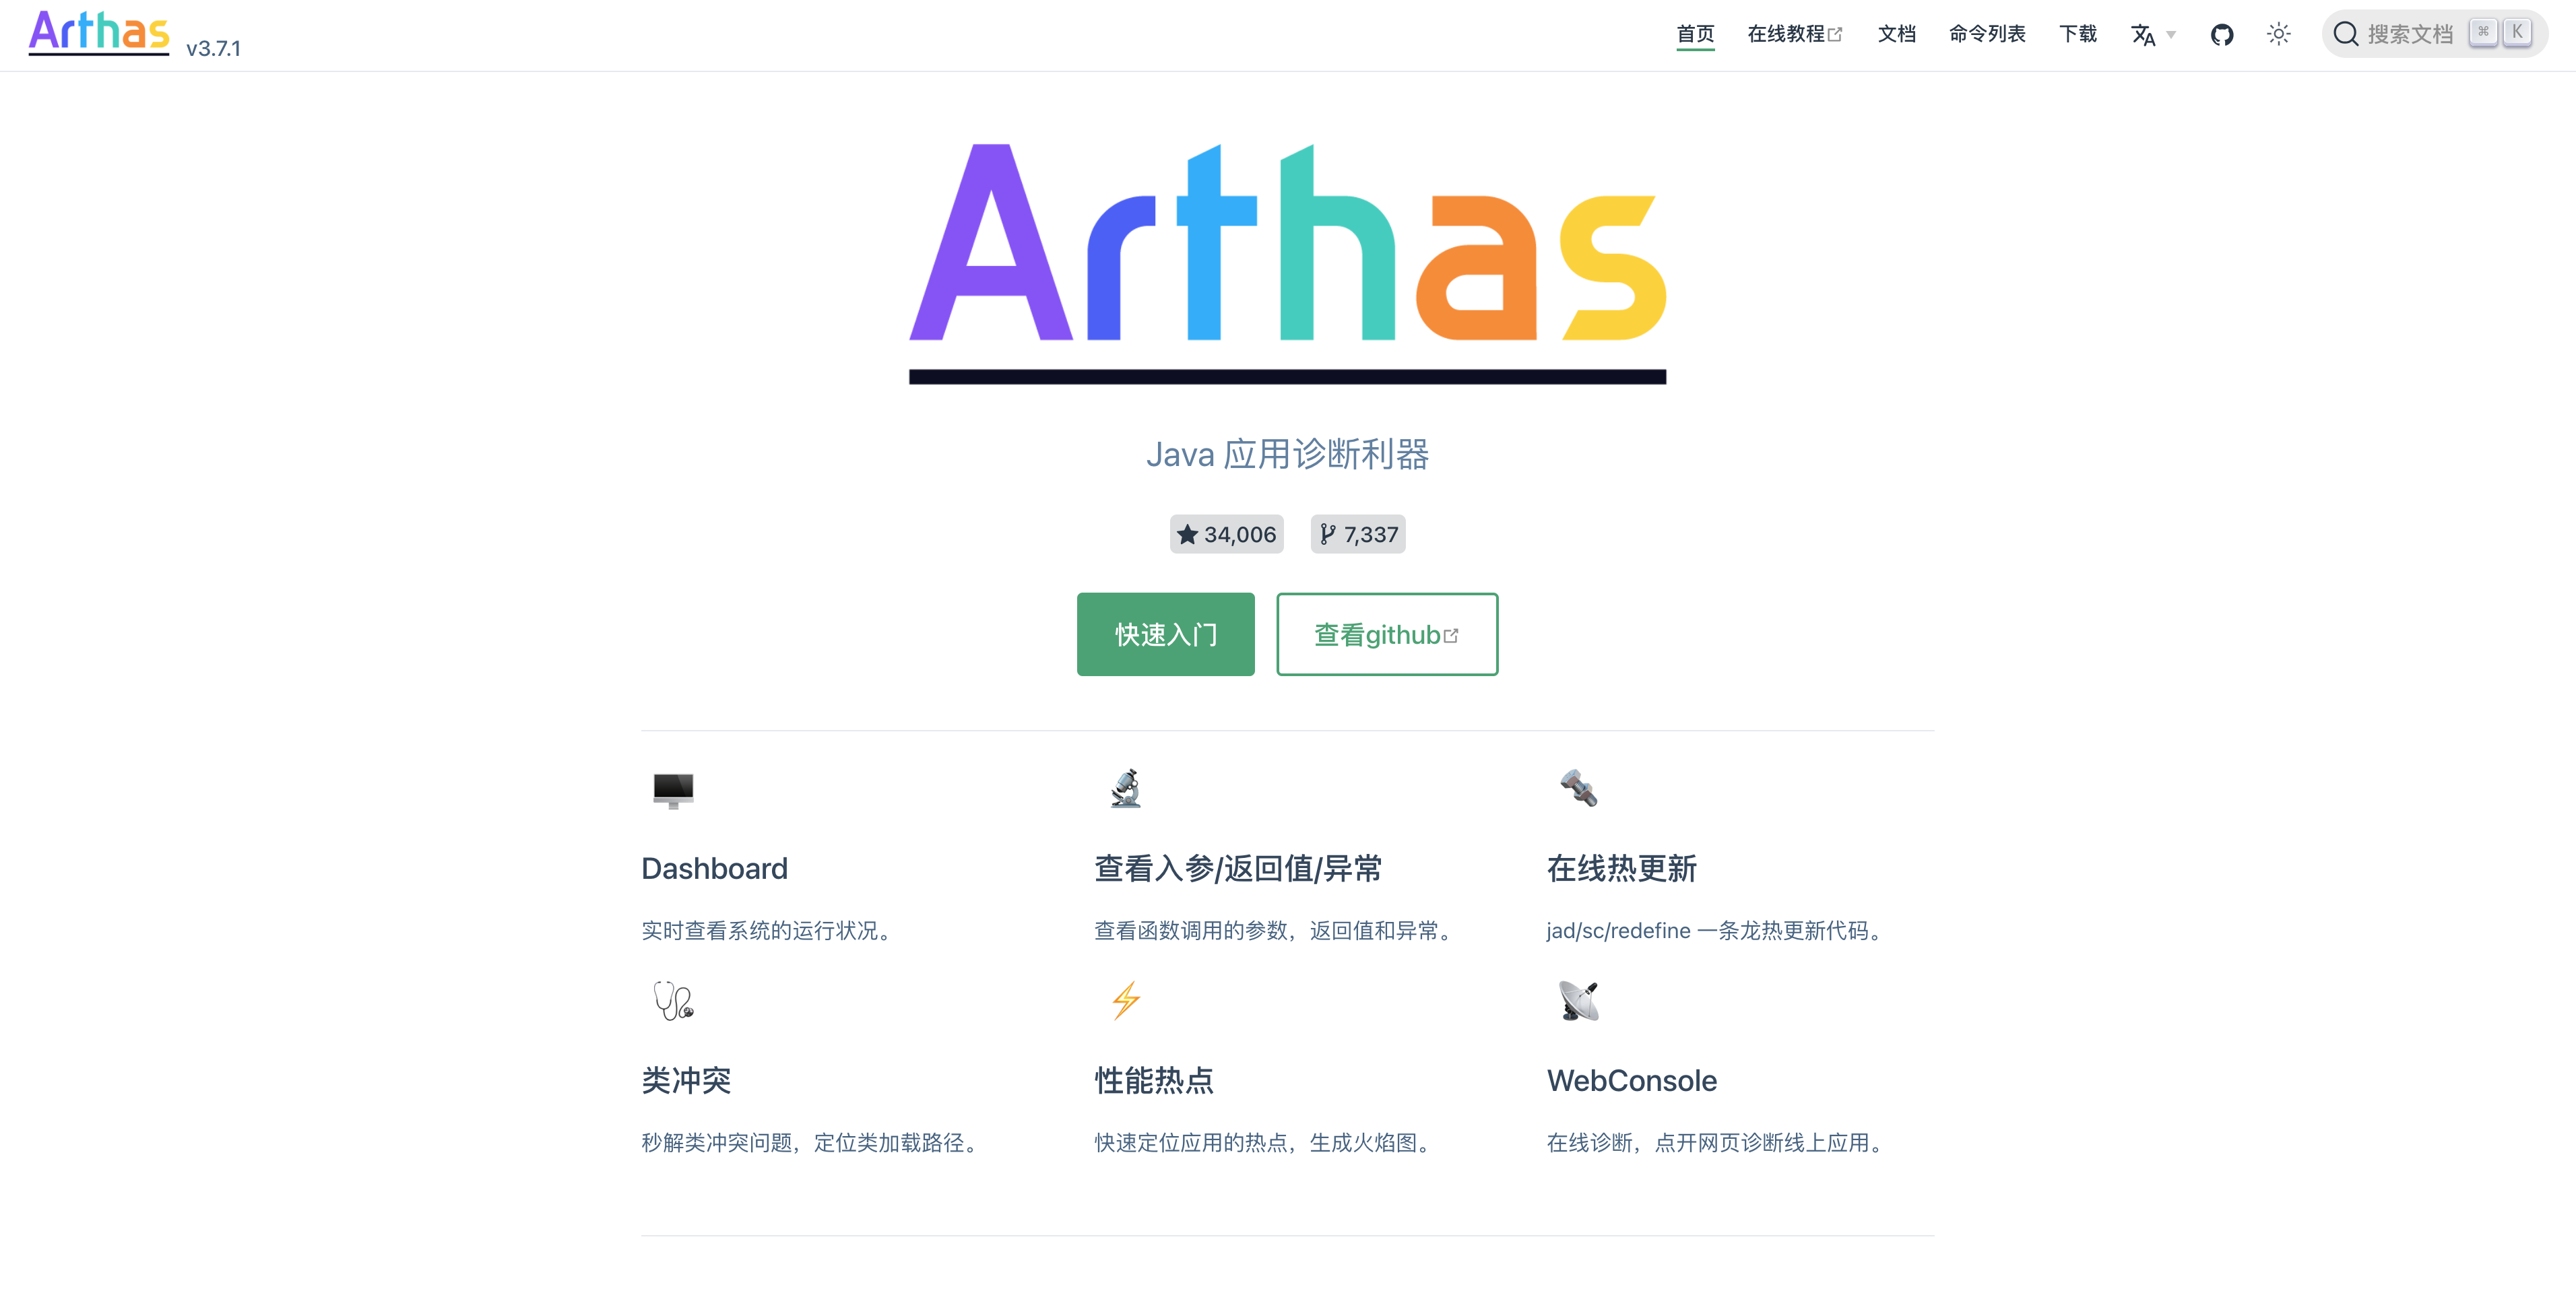 Arthas v3.7.1 首页 在线教程 文档 命令列表 下载 搜索文档 ⌘ K
Arthas
Java 应用诊断利器
34,006 7,337
快速入门 查看github
Dashboard 查看入参/返回值/异常 在线热更新
实时查看系统的运行状况。 查看函数调用的参数，返回值和异常。 jad/sc/redefine 一条龙热更新代码。
类冲突 性能热点 WebConsole
秒解类冲突问题，定位类加载路径。 快速定位应用的热点，生成火焰图。 在线诊断，点开网页诊断线上应用。